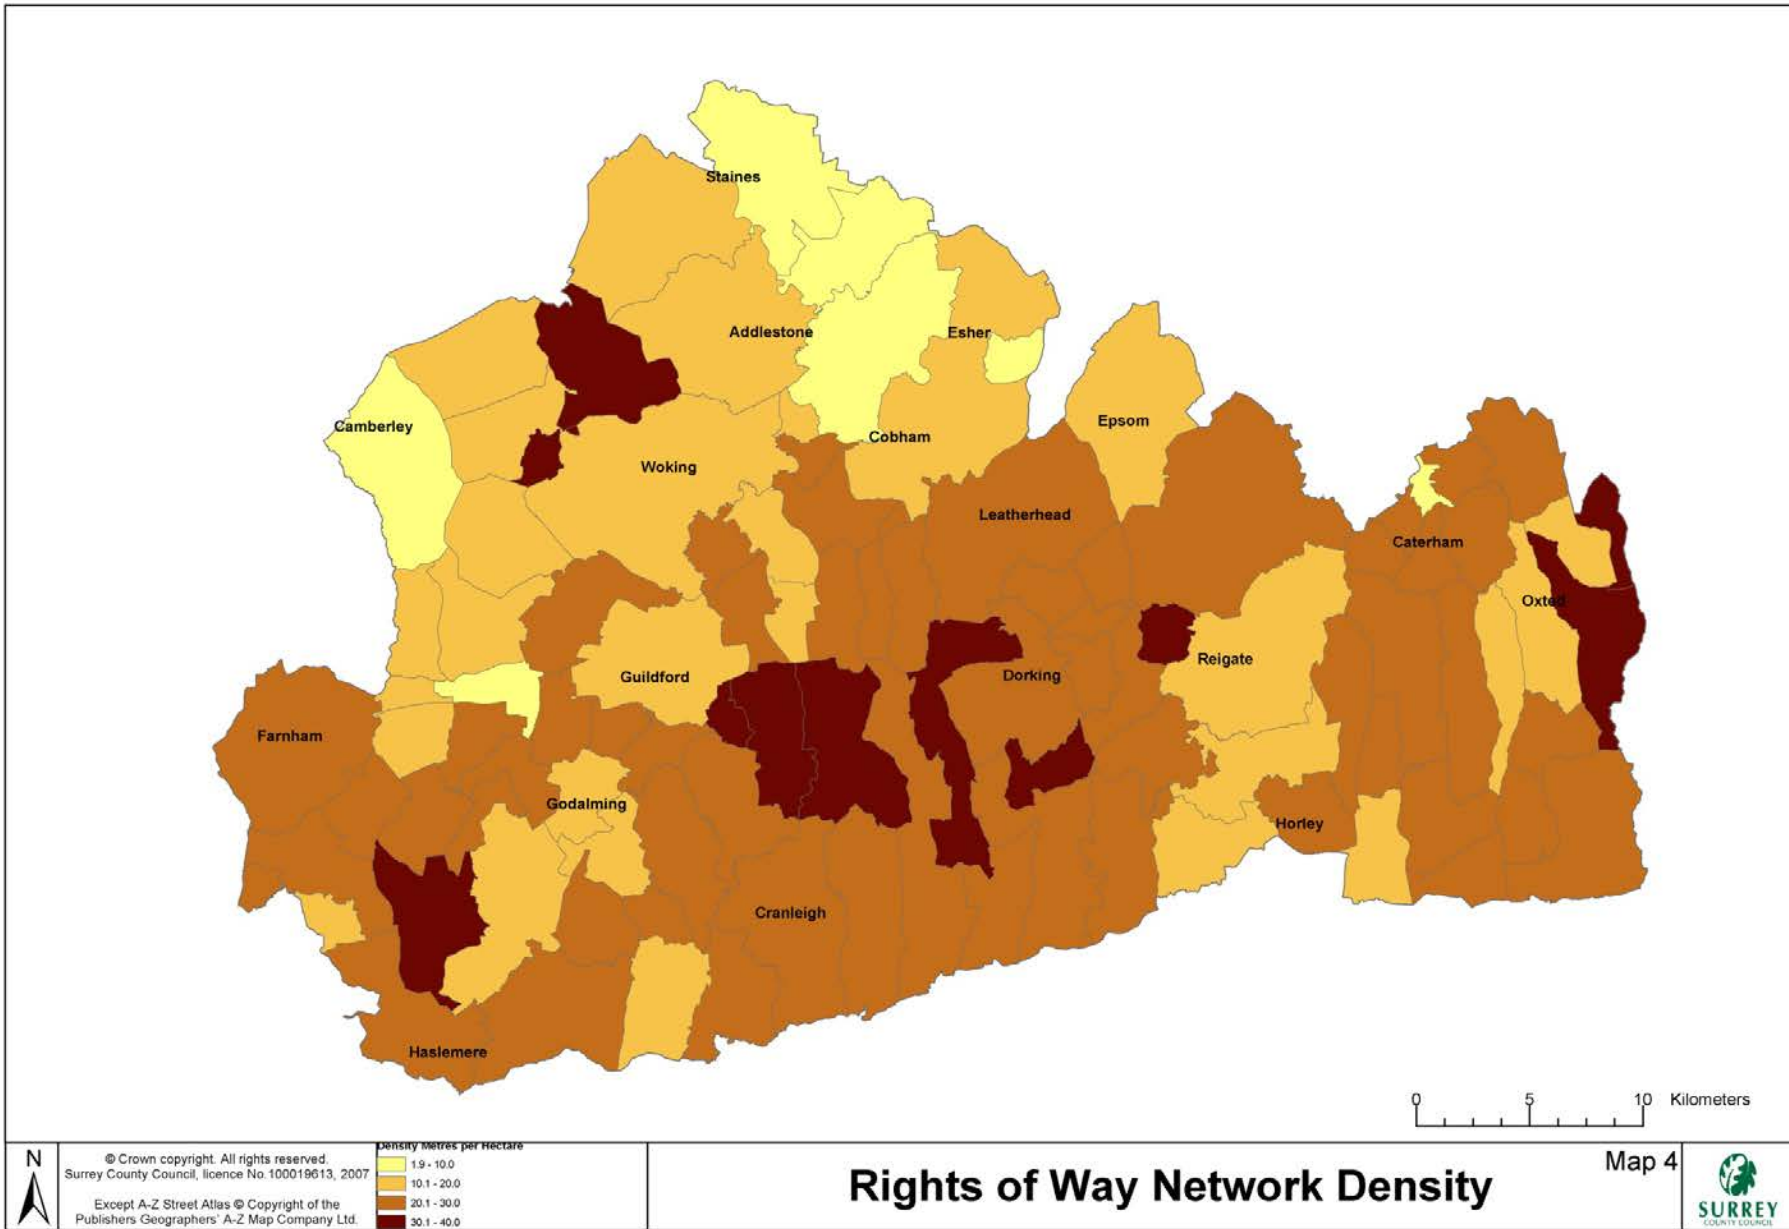 Staines
Addlestone
Esher
Camberley
Epsom
Cobham
Woking
Leatherhead
Caterham
Oxted
Reigate
Guildford
Dorking
Farnham
Godalming
Horley
Cranleigh
Haslemere
0 5 10 Kilometers
N
© Crown copyright. All rights reserved.
Surrey County Council, licence No.100019613, 2007
Except A-Z Street Atlas © Copyright of the
Publishers Geographers' A-Z Map Company Ltd.
Density Metres per Hectare
1.9 - 10.0
10.1 - 20.0
20.1 - 30.0
30.1 - 40.0
Rights of Way Network Density
Map 4
SURREY
COUNTY COUNCIL